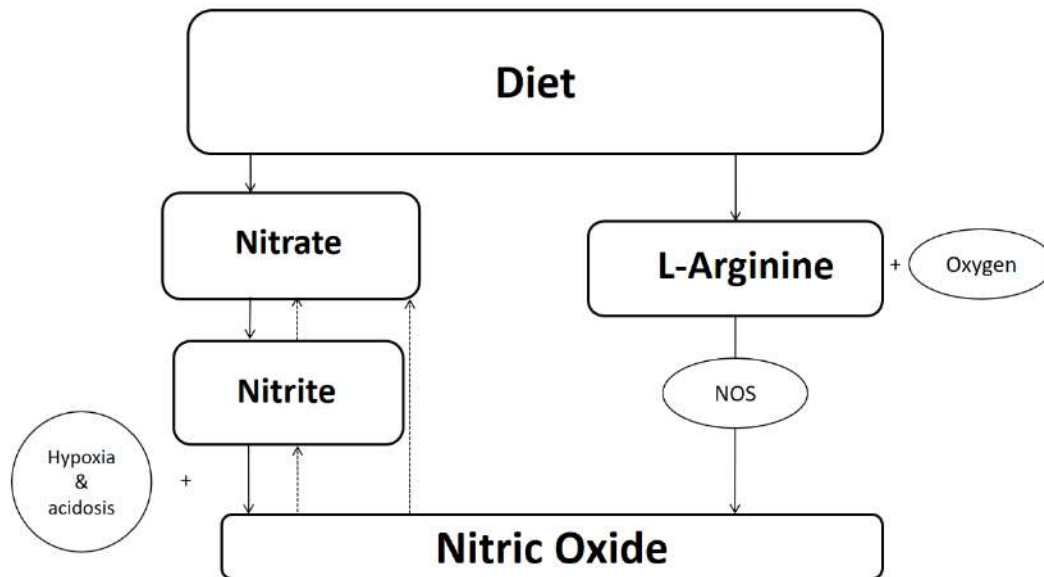 Diet
Nitrate
L-Arginine
+
Oxygen
Nitrite
NOS
Hypoxia
&
acidosis
+
Nitric Oxide